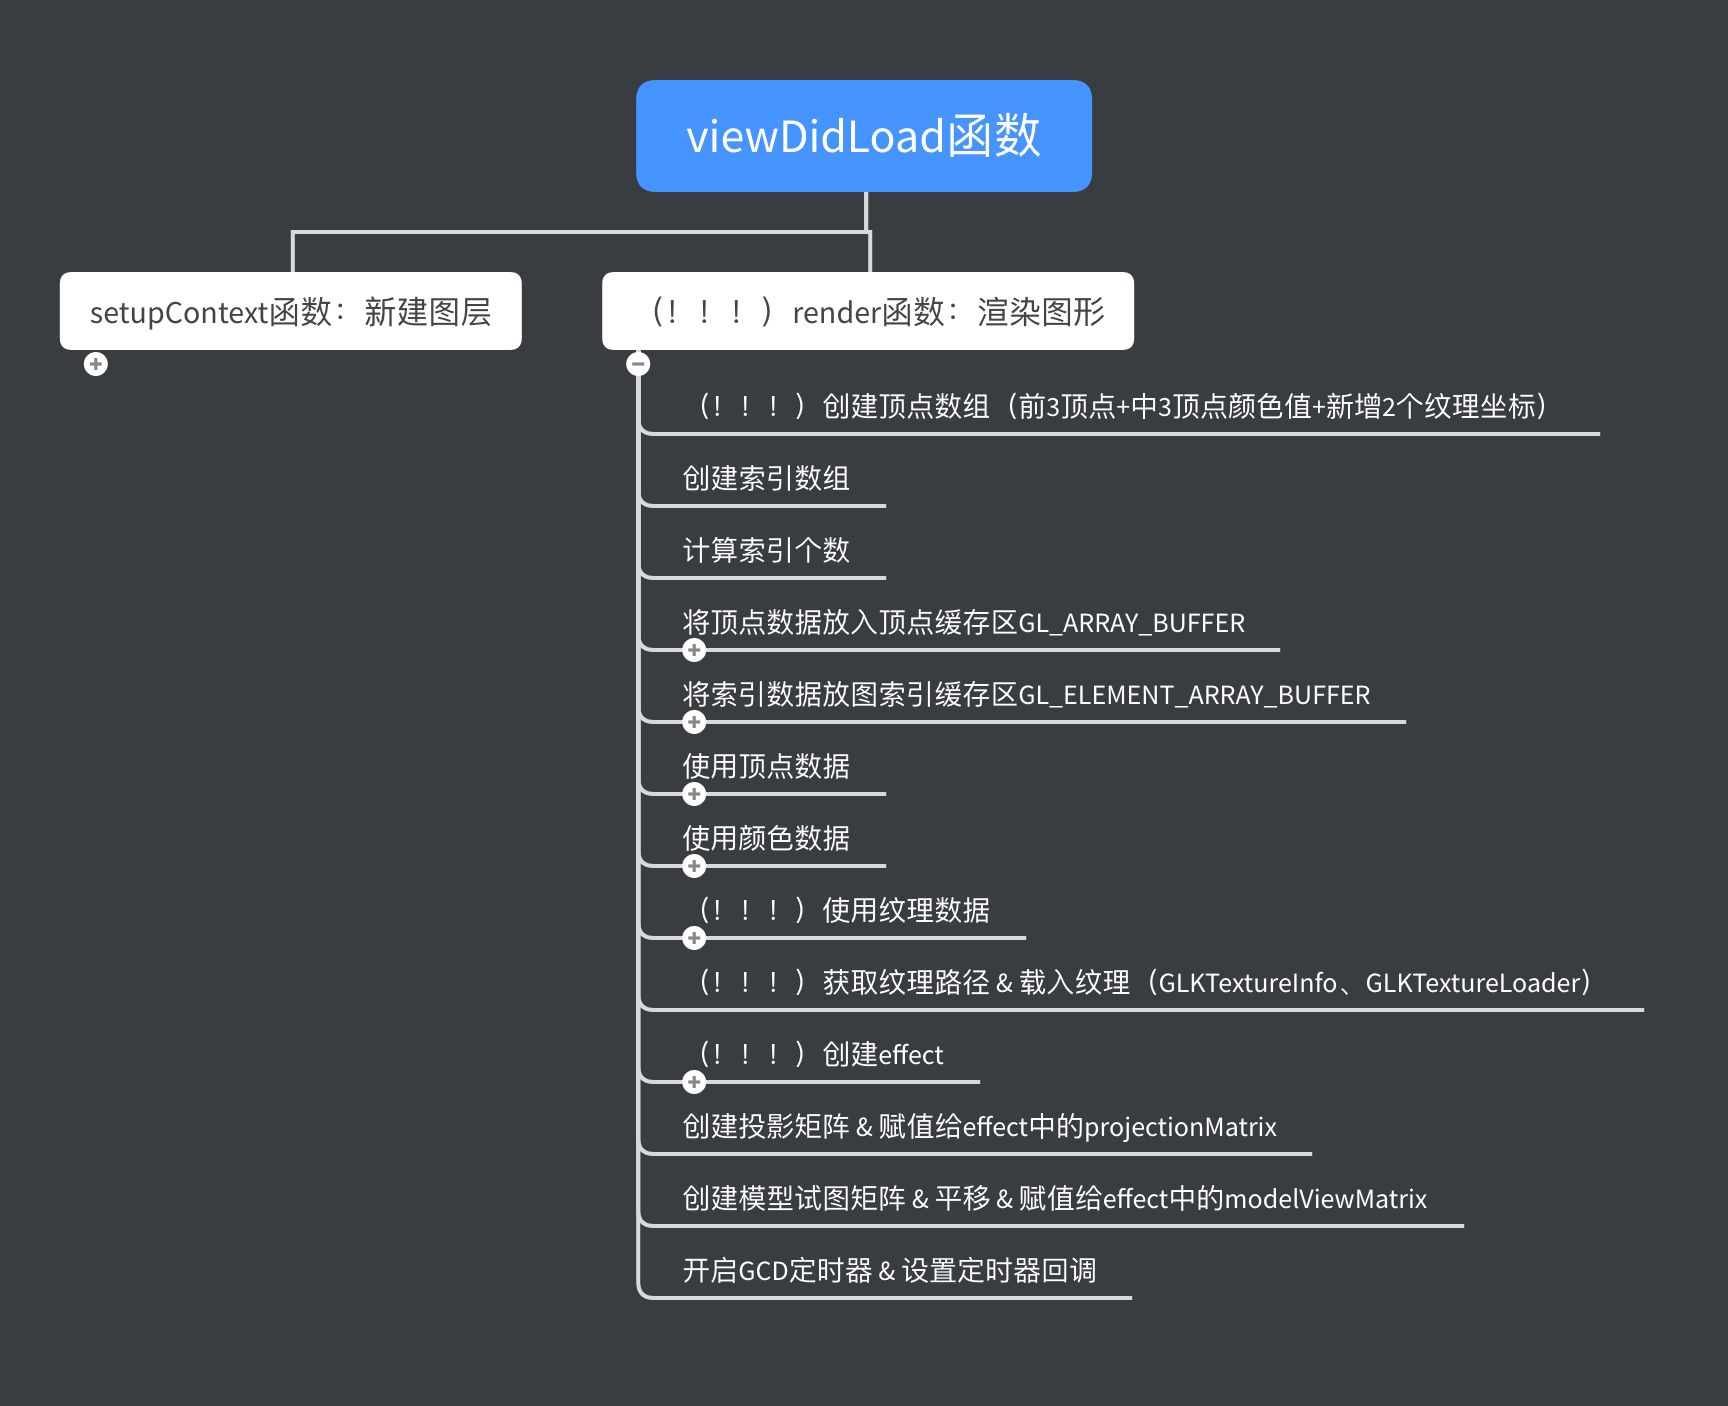 viewDidLoad函数
setupContext函数：新建图层
（！！！）render函数：渲染图形
（！！！）创建顶点数组（前3顶点+中3顶点颜色值+新增2个纹理坐标）
创建索引数组
计算索引个数
将顶点数据放入顶点缓存区GL_ARRAY_BUFFER
将索引数据放图索引缓存区GL_ELEMENT_ARRAY_BUFFER
使用顶点数据
使用颜色数据
（！！！）使用纹理数据
（！！！）获取纹理路径 & 载入纹理（GLKTextureInfo、GLKTextureLoader）
（！！！）创建effect
创建投影矩阵 & 赋值给effect中的projectionMatrix
创建模型试图矩阵 & 平移 & 赋值给effect中的modelViewMatrix
开启GCD定时器 & 设置定时器回调